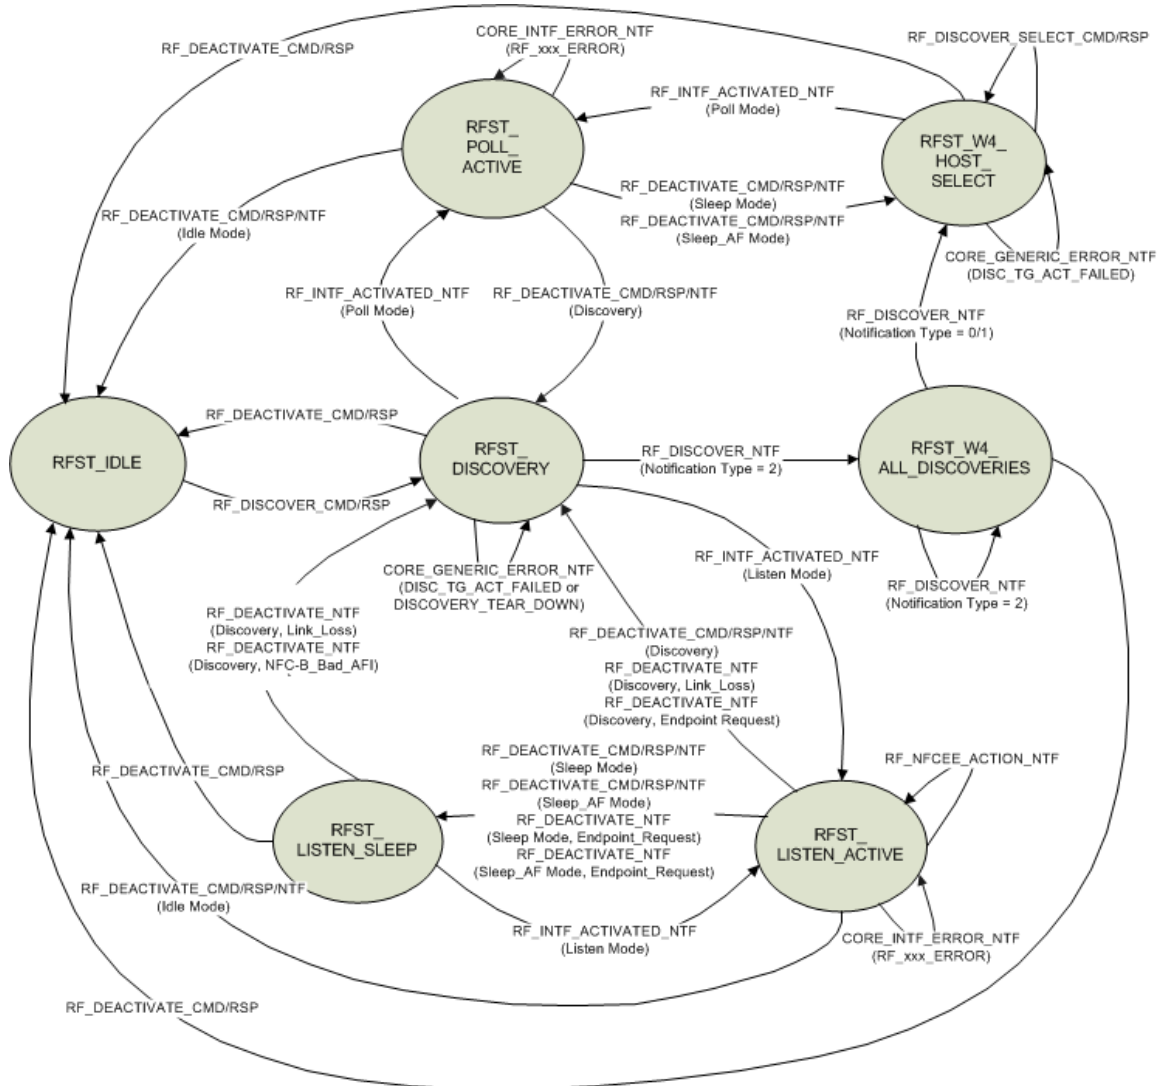 RF_DEACTIVATE_CMD/RSP
CORE_INTF_ERROR_NTF
(RF_xxx_ERROR)
RF_DISCOVER_SELECT_CMD/RSP
RF_INTF_ACTIVATED_NTF
(Poll Mode)
RFST_
POLL_
ACTIVE
RFST_W4_
HOST_
SELECT
RF_DEACTIVATE_CMD/RSP/NTF
(Sleep Mode)
RF_DEACTIVATE_CMD/RSP/NTF
(Sleep_AF Mode)
RF_DEACTIVATE_CMD/RSP/NTF
(Idle Mode)
CORE_GENERIC_ERROR_NTF
(DISC_TG_ACT_FAILED)
RF_INTF_ACTIVATED_NTF
(Poll Mode)
RF_DEACTIVATE_CMD/RSP/NTF
(Discovery)
RF_DISCOVER_NTF
(Notification Type = 0/1)
RF_DEACTIVATE_CMD/RSP
RFST_IDLE
RFST_
DISCOVERY
RF_DISCOVER_NTF
(Notification Type = 2)
RFST_W4_
ALL_DISCOVERIES
RF_DISCOVER_CMD/RSP
CORE_GENERIC_ERROR_NTF
(DISC_TG_ACT_FAILED or
DISCOVERY_TEAR_DOWN)
RF_INTF_ACTIVATED_NTF
(Listen Mode)
RF_DISCOVER_NTF
(Notification Type = 2)
RF_DEACTIVATE_NTF
(Discovery, Link_Loss)
RF_DEACTIVATE_NTF
(Discovery, NFC-B_Bad_AFI)
RF_DEACTIVATE_CMD/RSP/NTF
(Discovery)
RF_DEACTIVATE_NTF
(Discovery, Link_Loss)
RF_DEACTIVATE_NTF
(Discovery, Endpoint Request)
RF_DEACTIVATE_CMD/RSP
RF_DEACTIVATE_CMD/RSP/NTF
(Sleep Mode)
RF_DEACTIVATE_CMD/RSP/NTF
(Sleep_AF Mode)
RF_DEACTIVATE_NTF
(Sleep Mode, Endpoint_Request)
RF_DEACTIVATE_NTF
(Sleep_AF Mode, Endpoint_Request)
RF_NFCEE_ACTION_NTF
RFST_
LISTEN_SLEEP
RFST_
LISTEN_ACTIVE
RF_DEACTIVATE_CMD/RSP/NTF
(Idle Mode)
RF_INTF_ACTIVATED_NTF
(Listen Mode)
CORE_INTF_ERROR_NTF
(RF_xxx_ERROR)
RF_DEACTIVATE_CMD/RSP